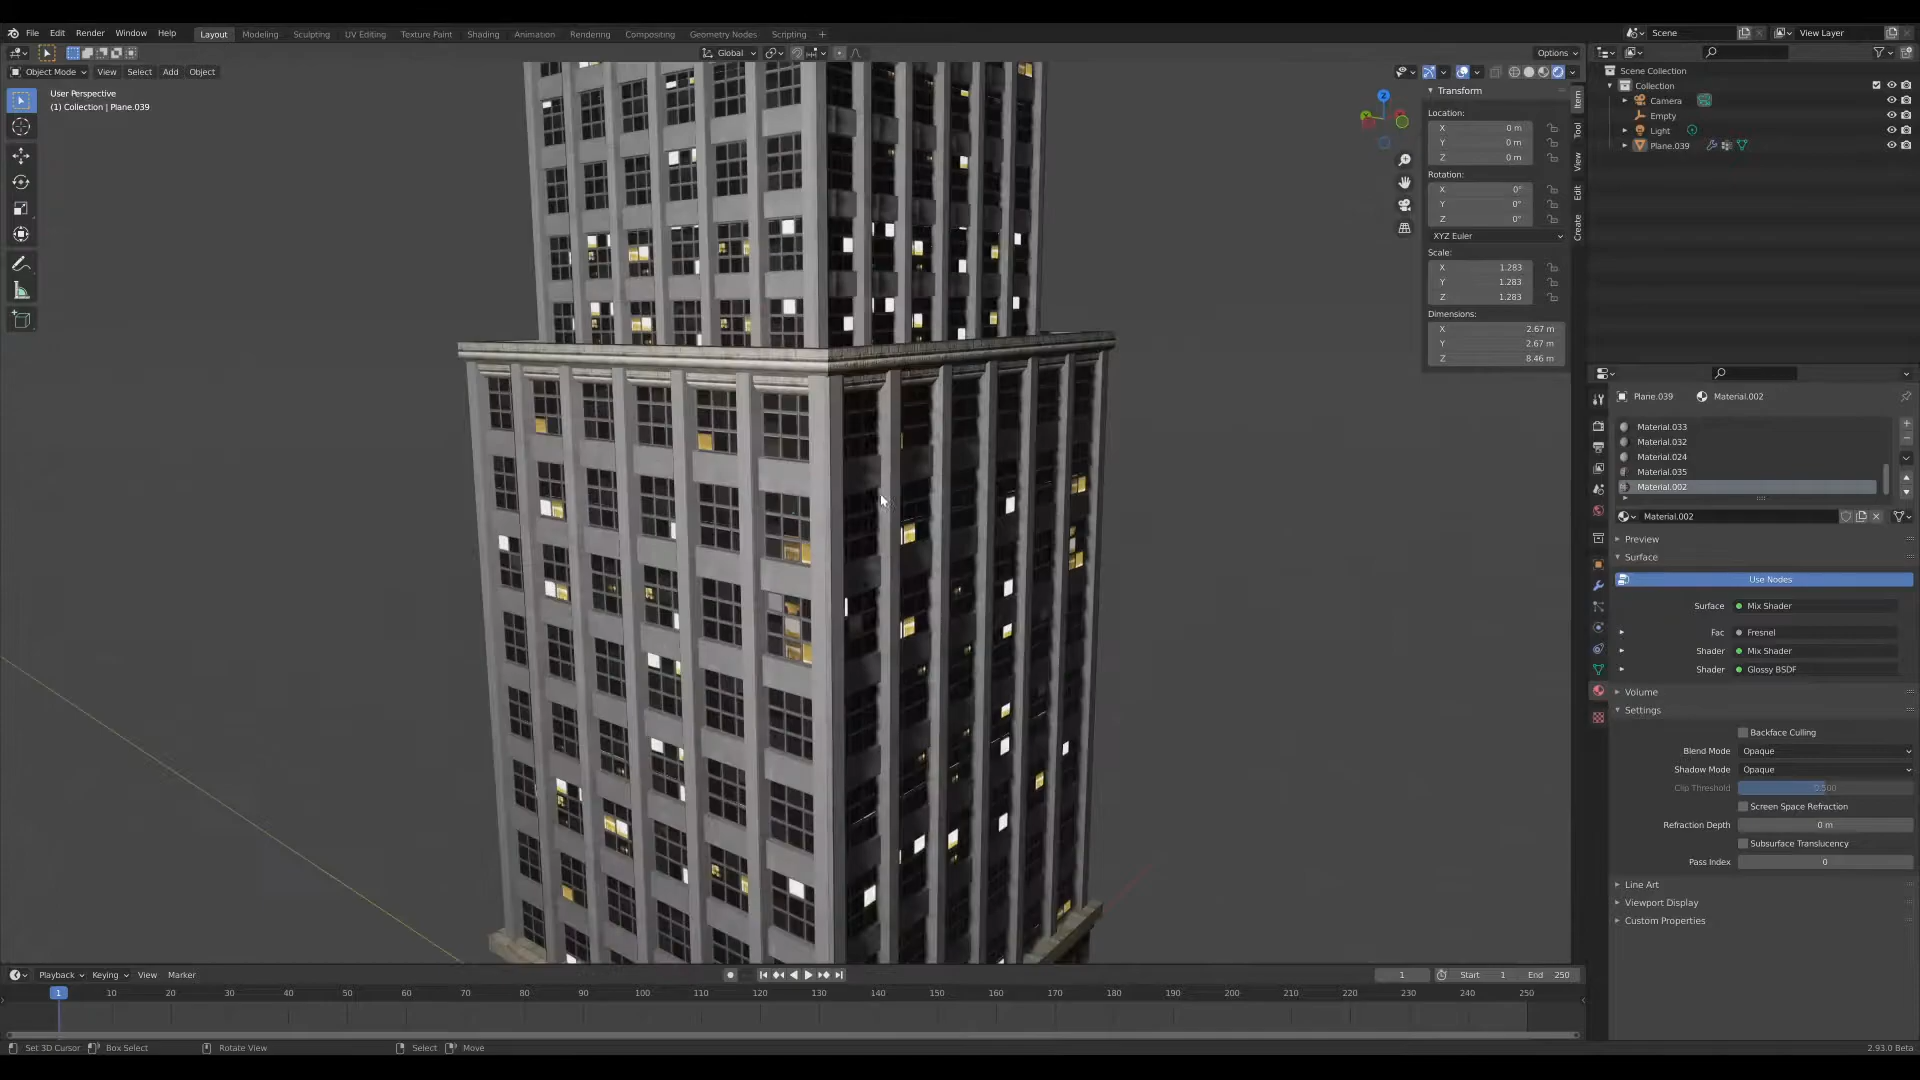 File Edit Render Window Help Layout Modeling Sculpting UV Editing Texture Paint Shading Animation Rendering Compositing Geometry Nodes Scripting + Scene View Layer
Global Options
Object Mode View Select Add Object
User Perspective
(1) Collection | Plane.039
Transform
Location:
X 0 m
Y 0 m
Z 0 m
Rotation:
X 0°
Y 0°
Z 0°
XYZ Euler
Scale:
X 1.283
Y 1.283
Z 1.283
Dimensions:
X 2.67 m
Y 2.67 m
Z 8.46 m
Item
Tool
View
Edit
Create
Scene Collection
Collection
Camera
Empty
Light
Plane.039
Plane.039 Material.002
Material.033
Material.032
Material.024
Material.035
Material.002
Material.002
Preview
Surface
Use Nodes
Surface Mix Shader
Fac Fresnel
Shader Mix Shader
Shader Glossy BSDF
Volume
Settings
Backface Culling
Blend Mode Opaque
Shadow Mode Opaque
Clip Threshold 0.500
Screen Space Refraction
Refraction Depth 0 m
Subsurface Translucency
Pass Index 0
Line Art
Viewport Display
Custom Properties
Playback Keying View Marker 1 Start 1 End 250
1 10 20 30 40 50 60 70 80 90 100 110 120 130 140 150 160 170 180 190 200 210 220 230 240 250
Set 3D Cursor Box Select Rotate View Select Move 2.93.0 Beta